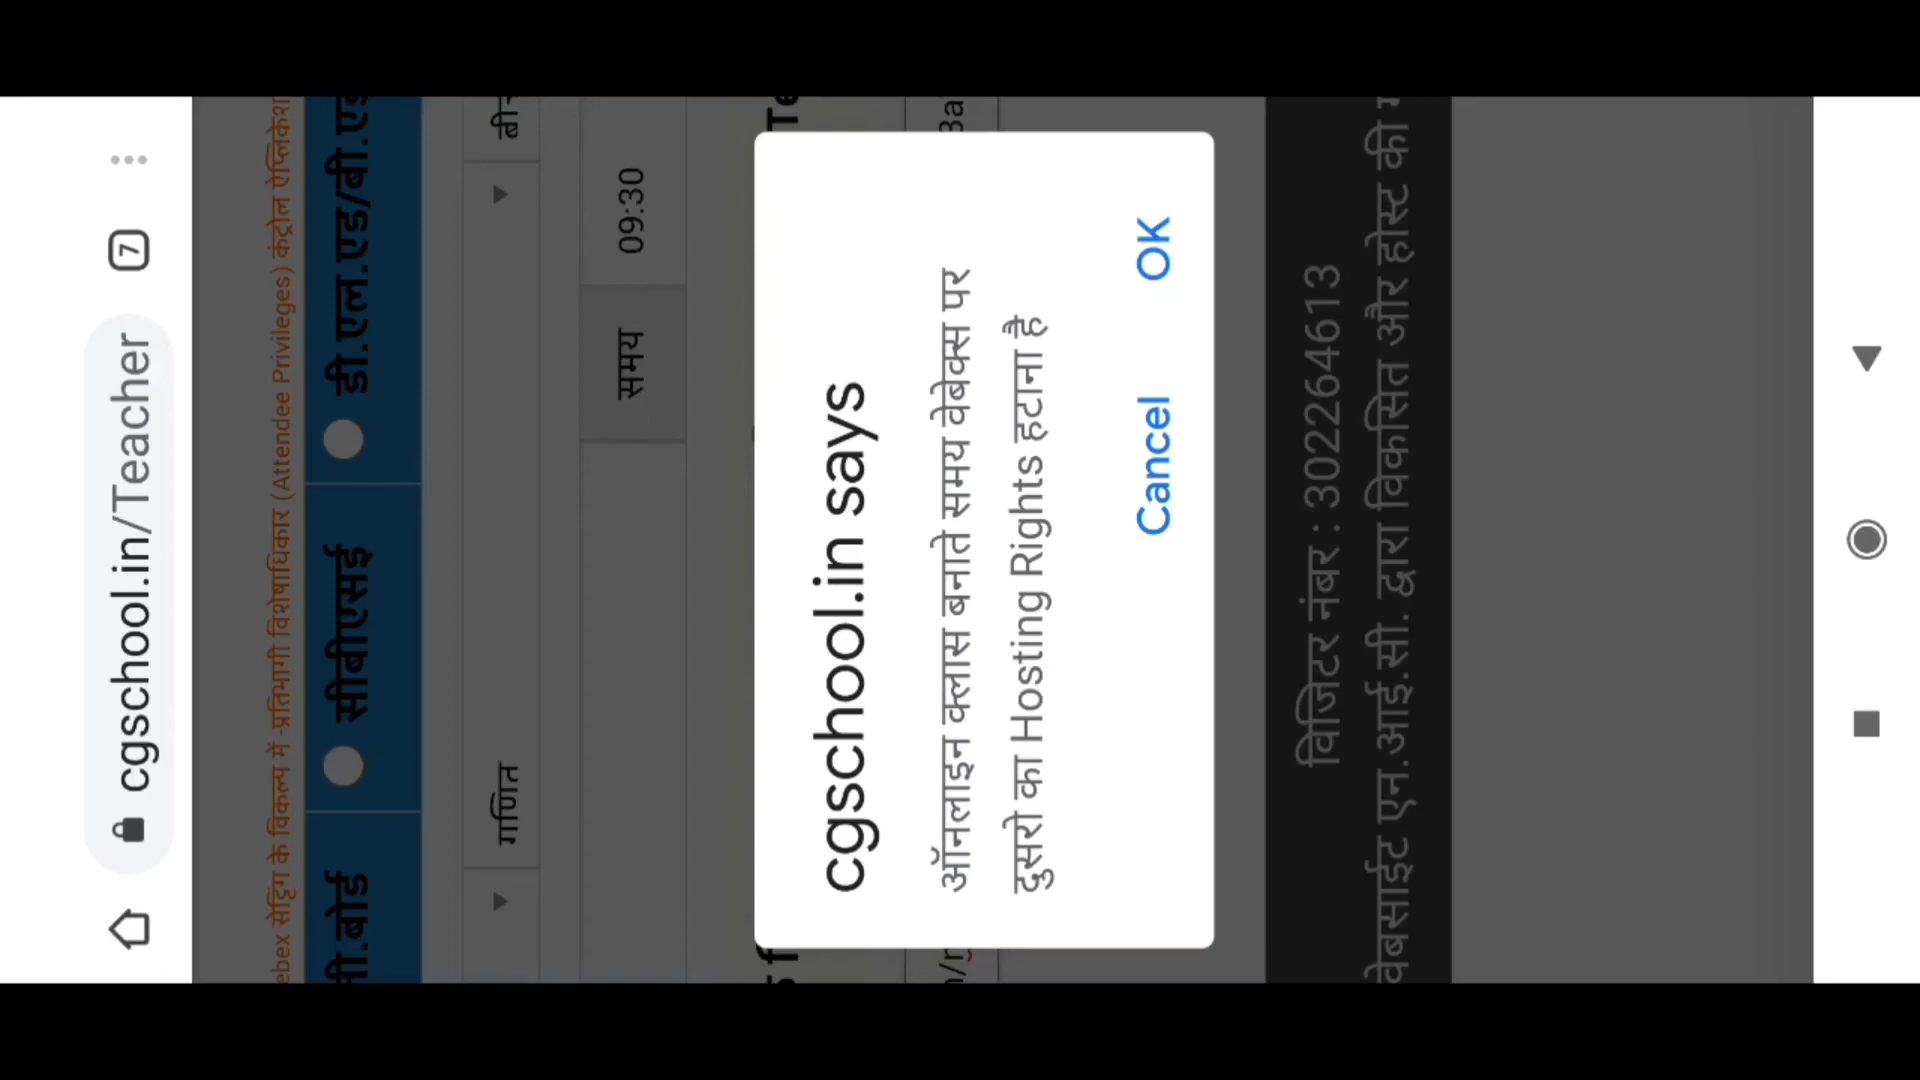 cgschool.in/Teacher
7
ebex सेटिंग के विकल्प में -प्रतिभागी विशेषाधिकार (Attendee Privileges) कंट्रोल ऐप्लिकेश
सीबीएसई
डी.एल.एड/बी.एड
गणित
समय
09:30
cgschool.in says
ऑनलाइन क्लास बनाते समय वेबेक्स पर
दुसरो का Hosting Rights हटाना है
Cancel
OK
विजिटर नंबर : 302264613
वेबसाईट एन.आई.सी. द्वारा विकसित और होस्ट की